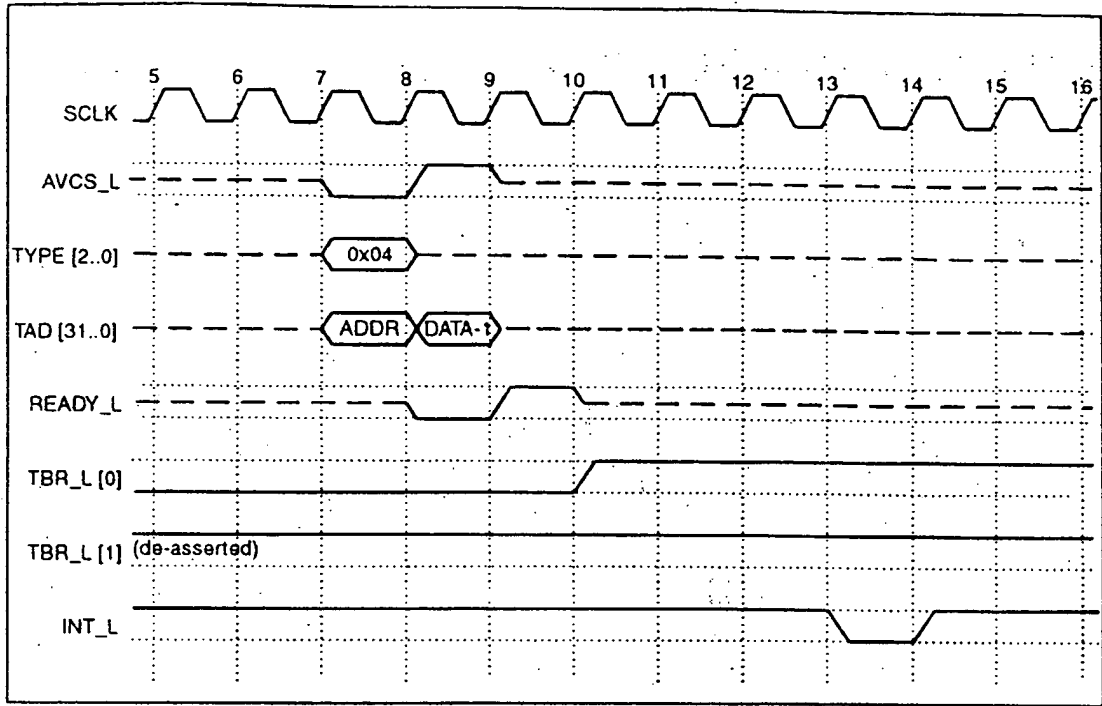 5 6 7 8 9 10 11 12 13 14 15 16
SCLK
AVCS_L
TYPE [2..0] 0x04
TAD [31..0] ADDR DATA-1
READY_L
TBR_L [0]
TBR_L [1] (de-asserted)
INT_L